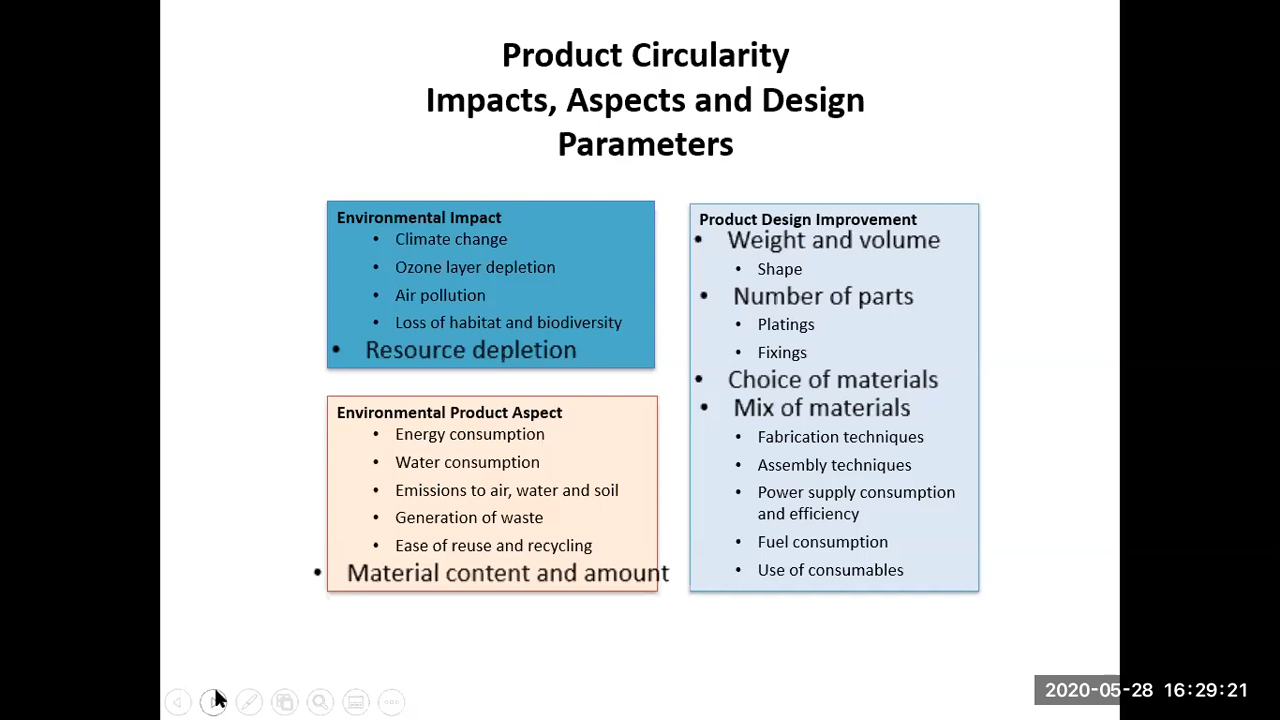 Product Circularity
Impacts, Aspects and Design
Parameters
Environmental Impact
• Climate change
• Ozone layer depletion
• Air pollution
• Loss of habitat and biodiversity
• Resource depletion
Environmental Product Aspect
• Energy consumption
• Water consumption
• Emissions to air, water and soil
• Generation of waste
• Ease of reuse and recycling
• Material content and amount
Product Design Improvement
• Weight and volume
• Shape
• Number of parts
• Platings
• Fixings
• Choice of materials
• Mix of materials
• Fabrication techniques
• Assembly techniques
• Power supply consumption
and efficiency
• Fuel consumption
• Use of consumables
2020-05-28 16:29:21